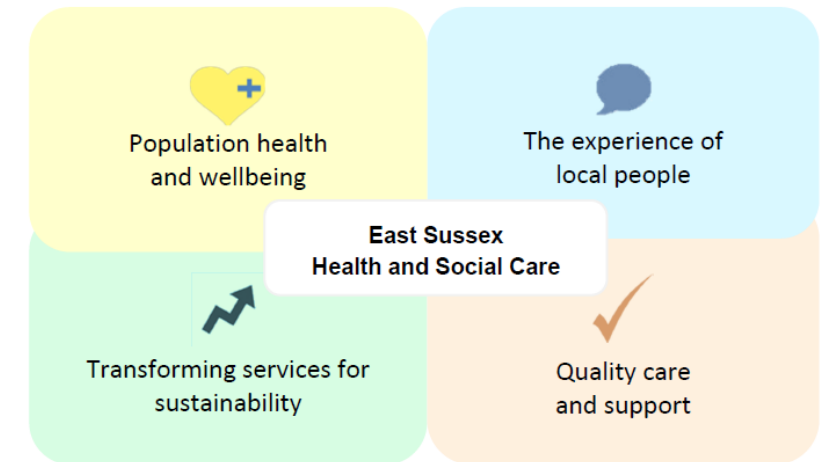 Population health
and wellbeing
The experience of
local people
East Sussex
Health and Social Care
Transforming services for
sustainability
Quality care
and support